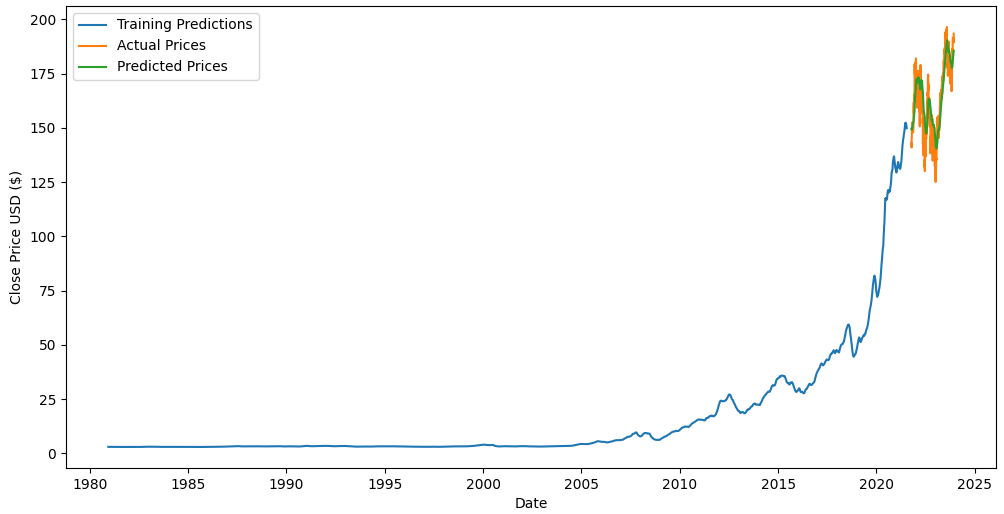 Training Predictions
Actual Prices
Predicted Prices
200
175
150
125
100
75
50
25
0
Close Price USD ($)
1980 1985 1990 1995 2000 2005 2010 2015 2020 2025
Date